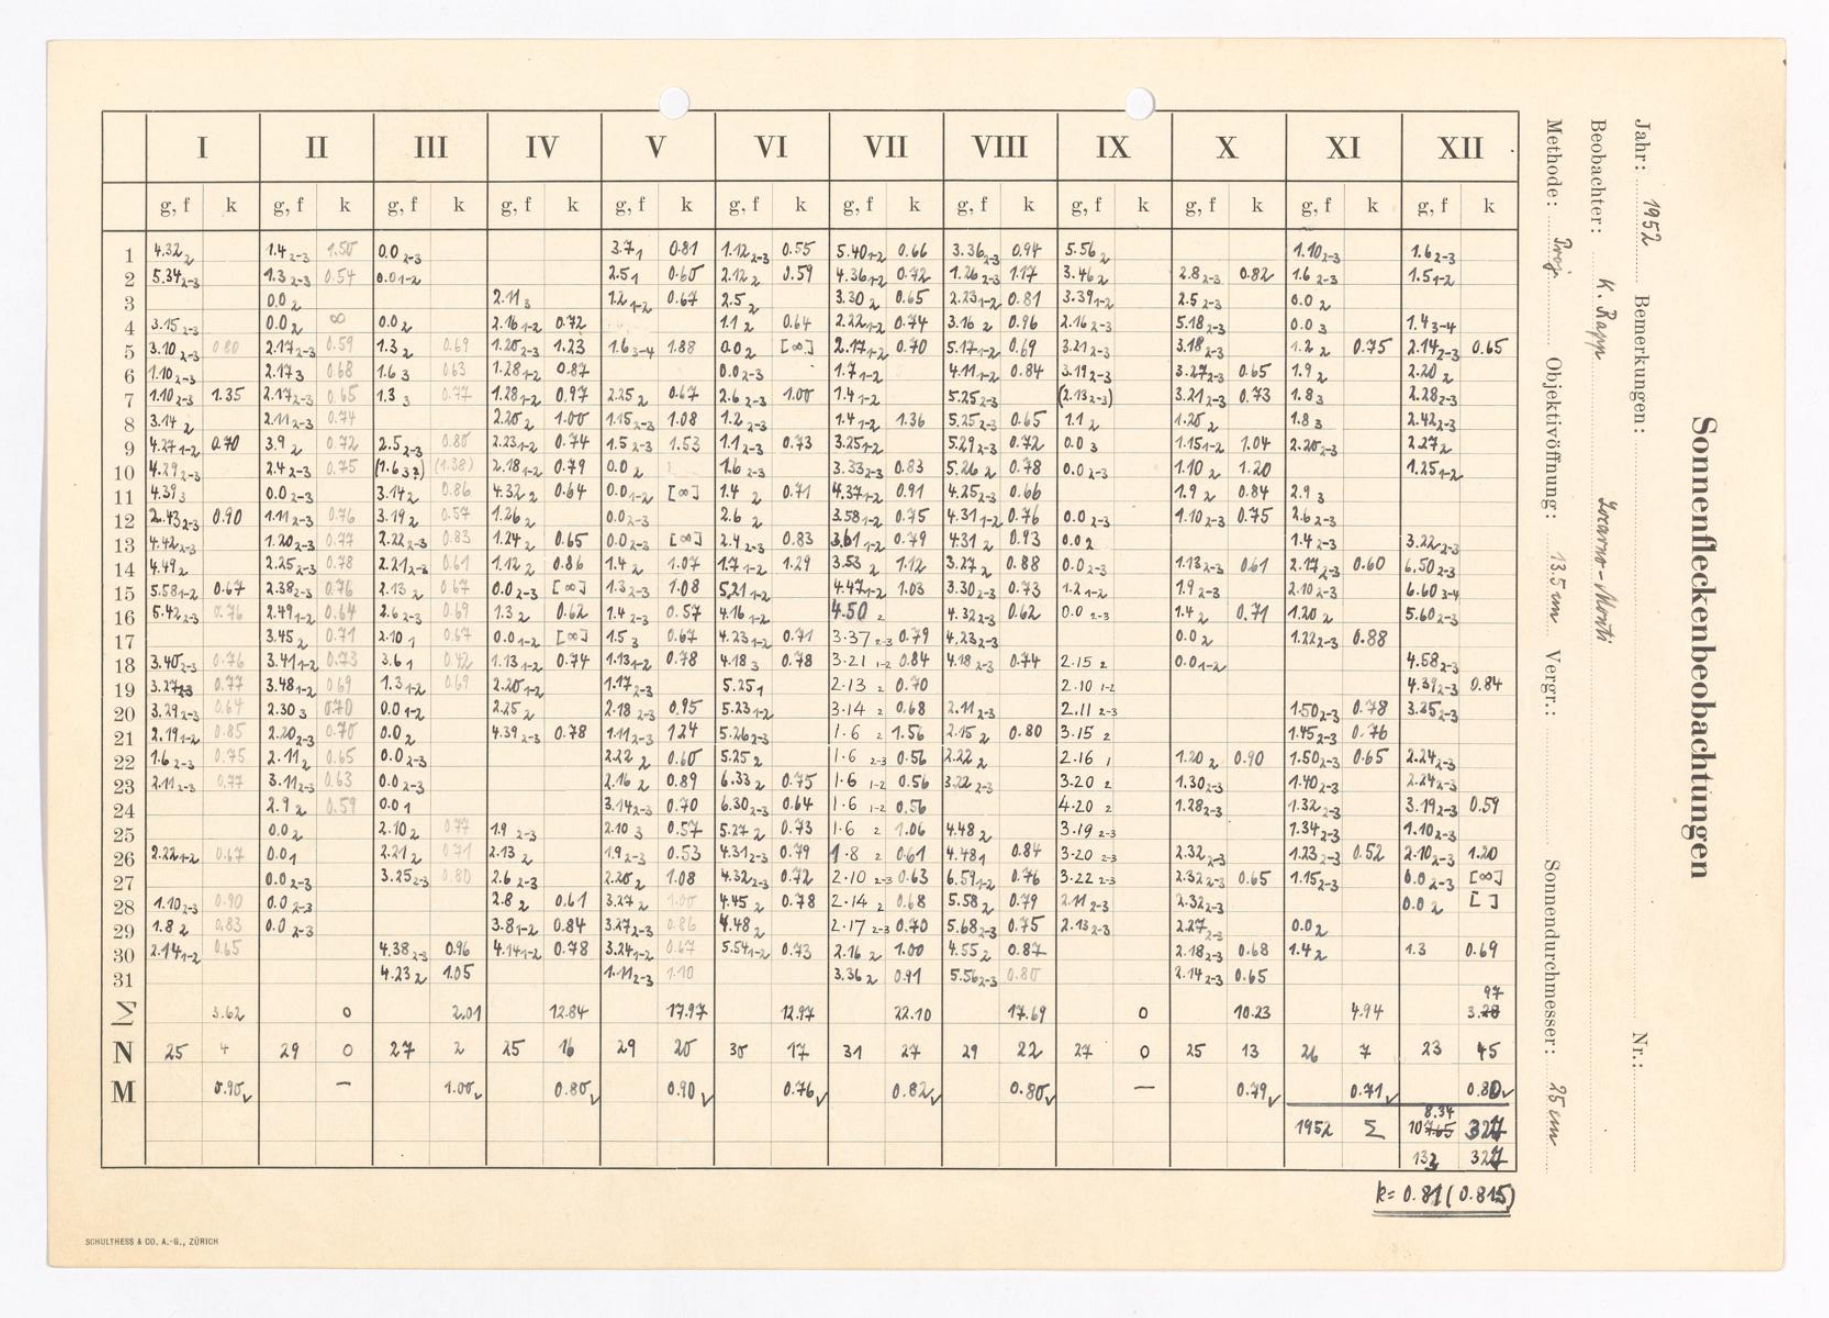 Sonnenfleckenbeobachtungen
Jahr: 1952 Bemerkungen: Nr.:
Beobachter: K. Rapp Locarno-Monti
Methode: Proj. Objektivöffnung: 13.5 cm Vergr.: Sonnendurchmesser: 25 cm
I II III IV V VI VII VIII IX X XI XII
g, f k g, f k g, f k g, f k g, f k g, f k g, f k g, f k g, f k g, f k g, f k g, f k
1 4.32 2 1.4 2-3 1.50 0.0 2-3 3.7 1 0.81 1.12 2-3 0.55 5.40 1-2 0.66 3.36 2-3 0.94 5.56 2 1.10 2-3 1.6 2-3
2 5.34 2-3 1.3 2-3 0.54 0.0 1-2 2.5 1 0.60 2.12 2 0.59 4.36 1-2 0.72 1.26 2-3 1.17 3.46 2 2.8 2-3 0.82 1.6 2-3 1.5 1-2
3 0.0 2 2.11 3 1.2 1-2 0.67 2.5 2 3.30 2 0.65 2.23 1-2 0.81 3.39 1-2 2.5 2-3 0.0 2
4 3.15 2-3 0.0 2 ∞ 0.0 2 2.16 1-2 0.72 1.1 2 0.64 2.22 1-2 0.74 3.16 2 0.96 2.16 2-3 5.18 2-3 0.0 3 1.4 3-4
5 3.10 2-3 0.80 2.17 2-3 0.59 1.3 2 0.69 1.20 2-3 1.23 1.6 3-4 1.88 0.0 2 [∞] 2.17 1-2 0.70 5.17 1-2 0.69 3.21 2-3 3.18 2-3 1.2 2 0.75 2.14 2-3 0.65
6 1.10 2-3 2.17 3 0.68 1.6 3 0.63 1.28 1-2 0.87 0.0 2-3 1.7 1-2 4.11 1-2 0.84 3.19 2-3 3.27 2-3 0.65 1.9 2 2.20 2
7 1.10 2-3 1.35 2.17 2-3 0.65 1.3 3 0.77 1.28 1-2 0.97 2.25 2 0.67 2.6 2-3 1.00 1.4 1-2 5.25 2-3 (2.13 2-3) 3.21 2-3 0.73 1.8 3 2.28 2-3
8 3.14 2 2.11 2-3 0.74 2.20 2 1.00 1.15 2-3 1.08 1.2 2-3 1.4 1-2 1.36 5.25 2-3 0.65 1.1 2 1.20 2 1.8 3 2.42 2-3
9 4.27 1-2 0.70 3.9 2 0.72 2.5 2-3 0.80 2.23 1-2 0.74 1.5 2-3 1.53 1.1 2-3 0.73 3.25 1-2 5.29 2-3 0.72 0.0 3 1.15 1-2 1.04 2.20 2-3 2.27 2
10 4.29 2-3 2.4 2-3 0.75 (1.6 3) (1.38) 2.18 1-2 0.79 0.0 2 1.6 2-3 3.33 2-3 0.83 5.26 2 0.78 0.0 2-3 1.10 2 1.20 1.25 1-2
11 4.39 3 0.0 2-3 3.14 2 0.86 4.32 2 0.64 0.0 1-2 [∞] 1.4 2 0.71 4.37 1-2 0.91 4.25 2-3 0.66 1.9 2 0.84 2.9 3
12 2.43 2-3 0.90 1.11 2-3 0.76 3.19 2 0.57 1.26 2 0.0 2-3 2.6 2 3.58 1-2 0.75 4.31 1-2 0.76 0.0 2-3 1.10 2-3 0.75 2.6 2-3
13 4.42 2-3 1.20 2-3 0.77 2.22 2-3 0.83 1.24 2 0.65 0.0 2-3 [∞] 2.4 2-3 0.83 3.61 1-2 0.79 4.31 2 0.93 0.0 2 1.4 2-3 3.22 2-3
14 4.49 2 2.25 2-3 0.78 2.21 2-3 0.61 1.12 2 0.86 1.4 2 1.07 1.7 1-2 1.29 3.53 2 1.12 3.27 2 0.88 0.0 2-3 1.13 2-3 0.61 2.17 2-3 0.60 6.50 2-3
15 5.58 1-2 0.67 2.38 2-3 0.76 2.13 2 0.67 0.0 2-3 [∞] 1.3 2-3 1.08 5.21 1-2 4.47 1-2 1.03 3.30 2-3 0.73 1.2 1-2 1.9 2-3 2.10 2-3 6.60 3-4
16 5.42 2-3 0.76 2.49 1-2 0.64 2.6 2-3 0.69 1.3 2 0.62 1.4 2-3 0.57 4.16 1-2 4.50 2 4.32 2-3 0.62 0.0 2-3 1.4 2 0.71 1.20 2 5.60 2-3
17 3.45 2 0.71 2.10 1 0.67 0.0 1-2 [∞] 1.5 3 0.67 4.23 1-2 0.71 3.37 2-3 0.79 4.23 2-3 0.0 2 1.22 2-3 0.88
18 3.40 2-3 0.76 3.41 1-2 0.73 3.6 1 0.42 1.13 1-2 0.74 1.13 1-2 0.78 4.18 3 0.78 3.21 1-2 0.84 4.18 2-3 0.74 2.15 2 0.0 1-2 4.58 2-3
19 3.27 2-3 0.77 3.48 1-2 0.69 1.3 1-2 0.69 2.20 1-2 1.17 2-3 5.25 1 2.13 2 0.70 2.10 1-2 4.39 2-3 0.84
20 3.29 2-3 0.64 2.30 3 0.70 0.0 1-2 2.25 2 2.18 2-3 0.95 5.23 1-2 3.14 2 0.68 2.11 2-3 2.11 2-3 1.50 2-3 0.78 3.25 2-3
21 2.19 1-2 0.85 2.20 2-3 0.70 0.0 2 4.39 2-3 0.78 1.11 2-3 1.24 5.26 2-3 1.6 2 1.56 2.15 2 0.80 3.15 2 1.45 2-3 0.76
22 1.6 2-3 0.75 2.11 2 0.65 0.0 2-3 2.22 2 0.60 5.25 2 1.6 2-3 0.56 2.22 2 2.16 1 1.20 2 0.90 1.50 2-3 0.65 2.24 2-3
23 2.11 2-3 0.77 3.11 2-3 0.63 0.0 2-3 2.16 2 0.89 6.33 2 0.75 1.6 1-2 0.56 3.22 2-3 3.20 2 1.30 2-3 1.40 2-3 2.24 2-3
24 2.9 2 0.59 0.0 1 3.14 2-3 0.70 6.30 2-3 0.64 1.6 1-2 0.56 4.20 2 1.28 2-3 1.32 2-3 3.19 2-3 0.59
25 0.0 2 2.10 2 0.77 1.9 2-3 2.10 3 0.57 5.27 2 0.73 1.6 2 1.06 4.48 2 3.19 2-3 1.34 2-3 1.10 2-3
26 2.22 1-2 0.67 0.0 1 2.21 2 0.71 2.13 2 1.9 2-3 0.53 4.31 2-3 0.79 1.8 2 0.61 4.48 1 0.84 3.20 2-3 2.32 2-3 1.23 2-3 0.52 2.10 2-3 1.20
27 0.0 2-3 3.25 2-3 0.80 2.6 2-3 2.20 2 1.08 4.32 2-3 0.72 2.10 2-3 0.63 6.59 1-2 0.76 3.22 2-3 2.32 2-3 0.65 1.15 2-3 0.0 2-3 [∞]
28 1.10 2-3 0.90 0.0 2-3 2.8 2 0.61 3.27 2 1.00 4.45 2 0.78 2.14 2 0.68 5.58 2 0.79 2.11 2-3 2.32 2-3 0.0 2 [ ]
29 1.8 2 0.83 0.0 2-3 3.8 1-2 0.84 3.27 2-3 0.86 4.48 2 2.17 2-3 0.70 5.68 2-3 0.75 2.13 2-3 2.27 2-3 0.0 2
30 2.14 1-2 0.65 4.38 2-3 0.96 4.14 1-2 0.78 3.24 1-2 0.67 5.54 1-2 0.73 2.16 2 1.00 4.55 2 0.87 2.18 2-3 0.68 1.4 2 1.3 0.69
31 4.23 2 1.05 1.11 2-3 1.10 3.36 2 0.91 5.56 2-3 0.80 2.14 2-3 0.65
97
Σ 3.62 0 2.01 12.84 17.97 12.97 22.10 17.69 0 10.23 4.94 3.28
N 25 4 29 0 27 2 25 16 29 20 30 17 31 27 29 22 27 0 25 13 26 7 23 45
M 0.90 – 1.00 0.80 0.90 0.76 0.82 0.80 – 0.79 0.71 0.80
8.34
1952 Σ 107.65 327
132 327
k = 0.81 (0.815)
SCHULTHESS & CO. A.-G., ZÜRICH